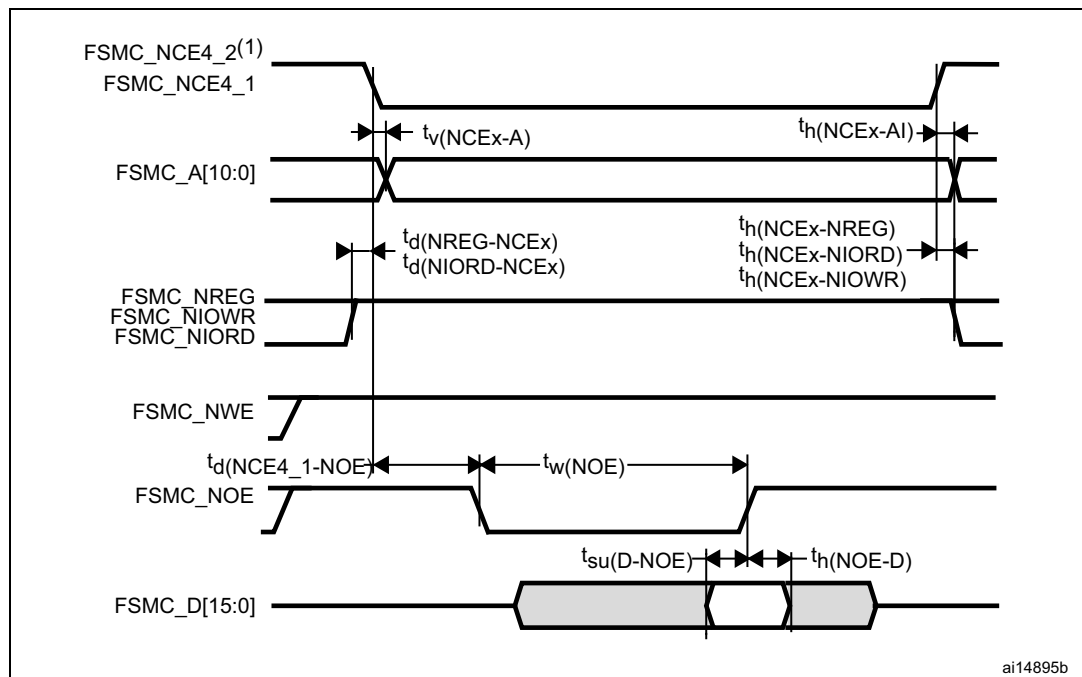 FSMC_NCE4_2(1)
FSMC_NCE4_1
tv(NCEx-A)
th(NCEx-AI)
FSMC_A[10:0]
td(NREG-NCEx)
td(NIORD-NCEx)
th(NCEx-NREG)
th(NCEx-NIORD)
th(NCEx-NIOWR)
FSMC_NREG
FSMC_NIOWR
FSMC_NIORD
FSMC_NWE
td(NCE4_1-NOE)
tw(NOE)
FSMC_NOE
tsu(D-NOE)
th(NOE-D)
FSMC_D[15:0]
ai14895b